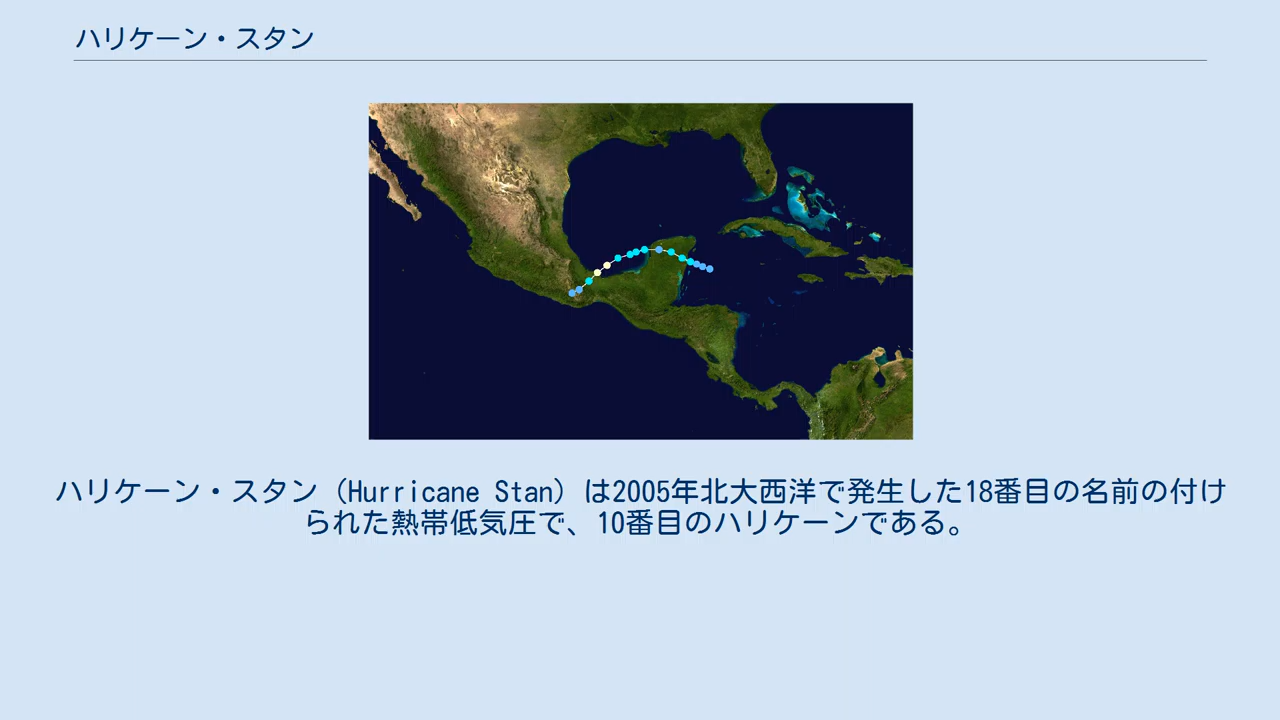 ハリケーン・スタン
ハリケーン・スタン（Hurricane Stan）は2005年北大西洋で発生した18番目の名前の付け
られた熱帯低気圧で、10番目のハリケーンである。